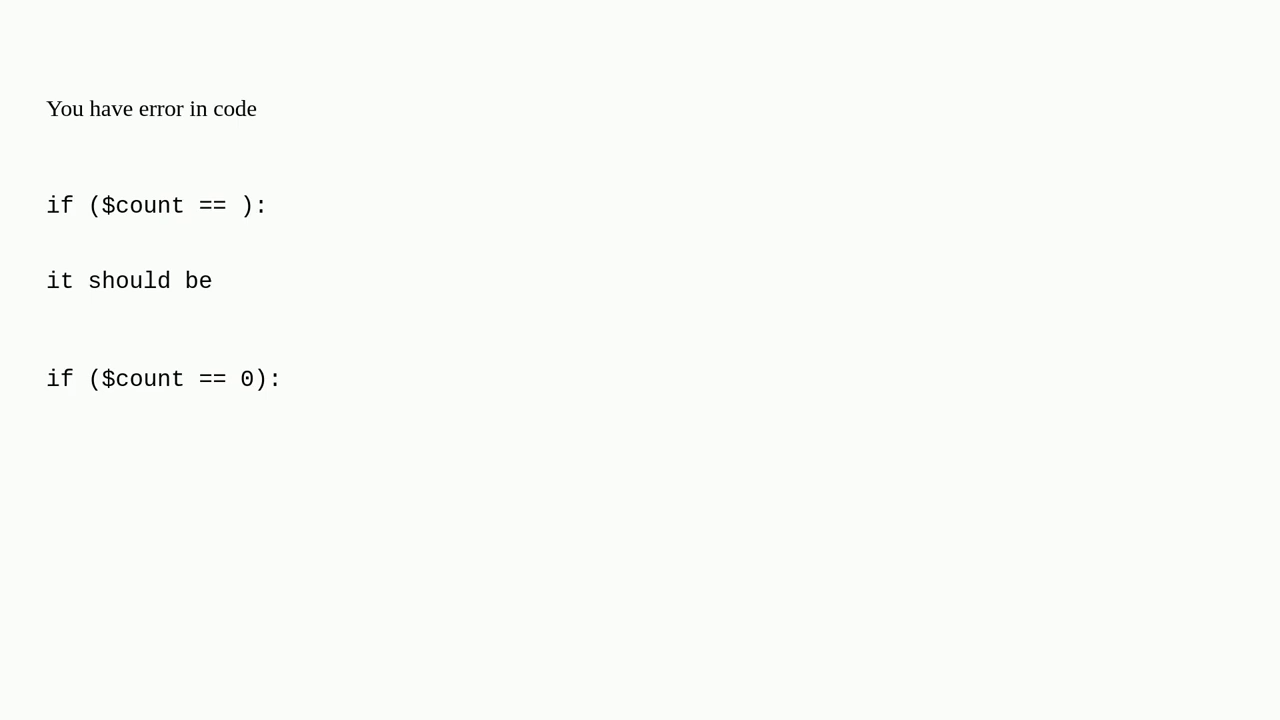 You have error in code
if ($count == ):
it should be
if ($count == 0):